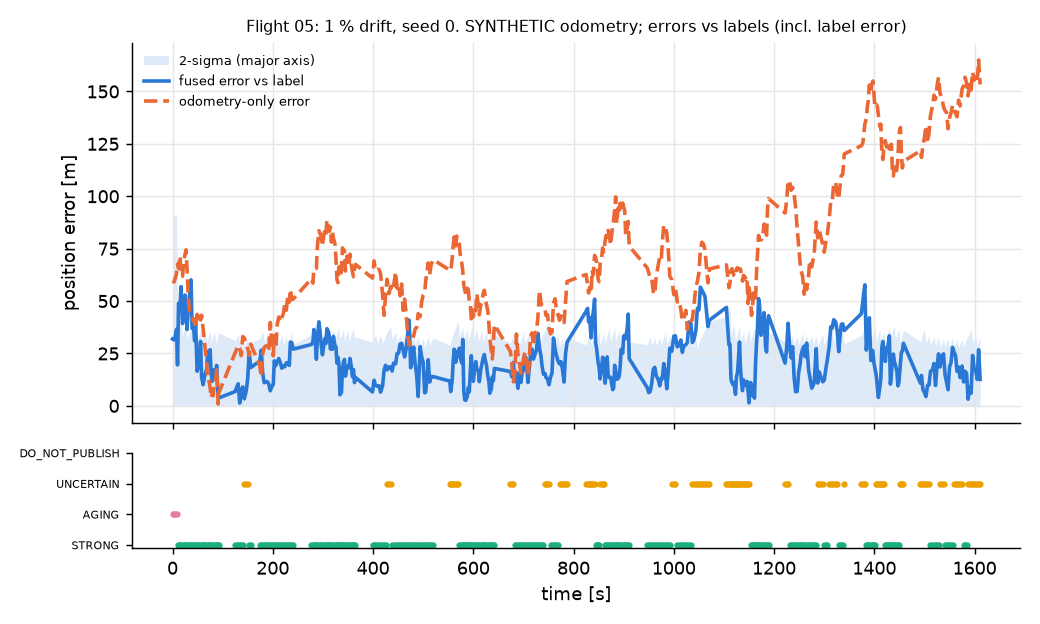 Flight 05: 1 % drift, seed 0. SYNTHETIC odometry; errors vs labels (incl. label error)
2-sigma (major axis)
fused error vs label
odometry-only error
position error [m]
150
125
100
75
50
25
0
DO_NOT_PUBLISH
UNCERTAIN
AGING
STRONG
0 200 400 600 800 1000 1200 1400 1600
time [s]